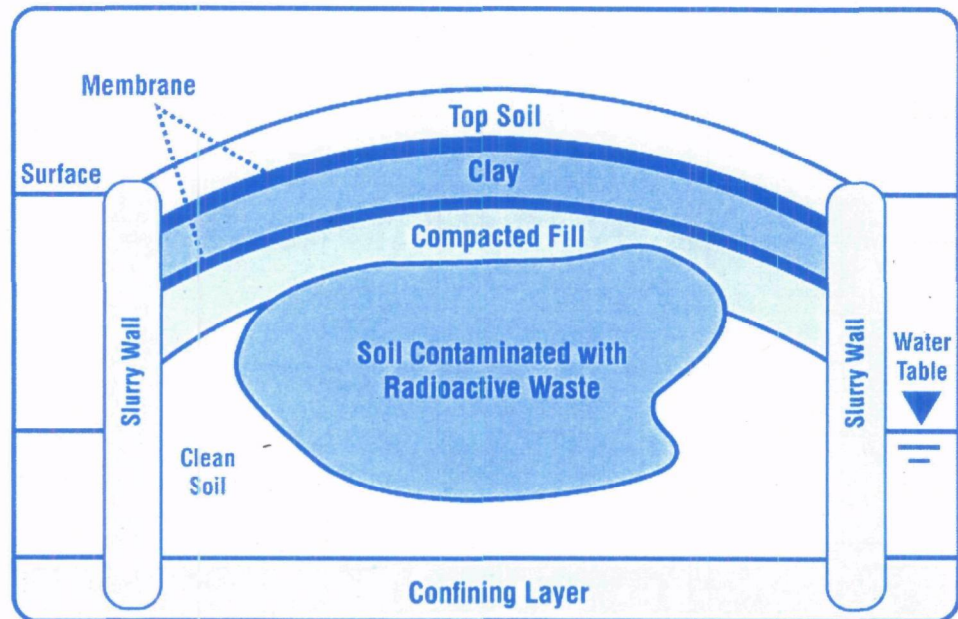 Membrane
Top Soil
Surface
Clay
Compacted Fill
Slurry Wall
Soil Contaminated with
Radioactive Waste
Slurry Wall
Water
Table
Clean
Soil
Confining Layer